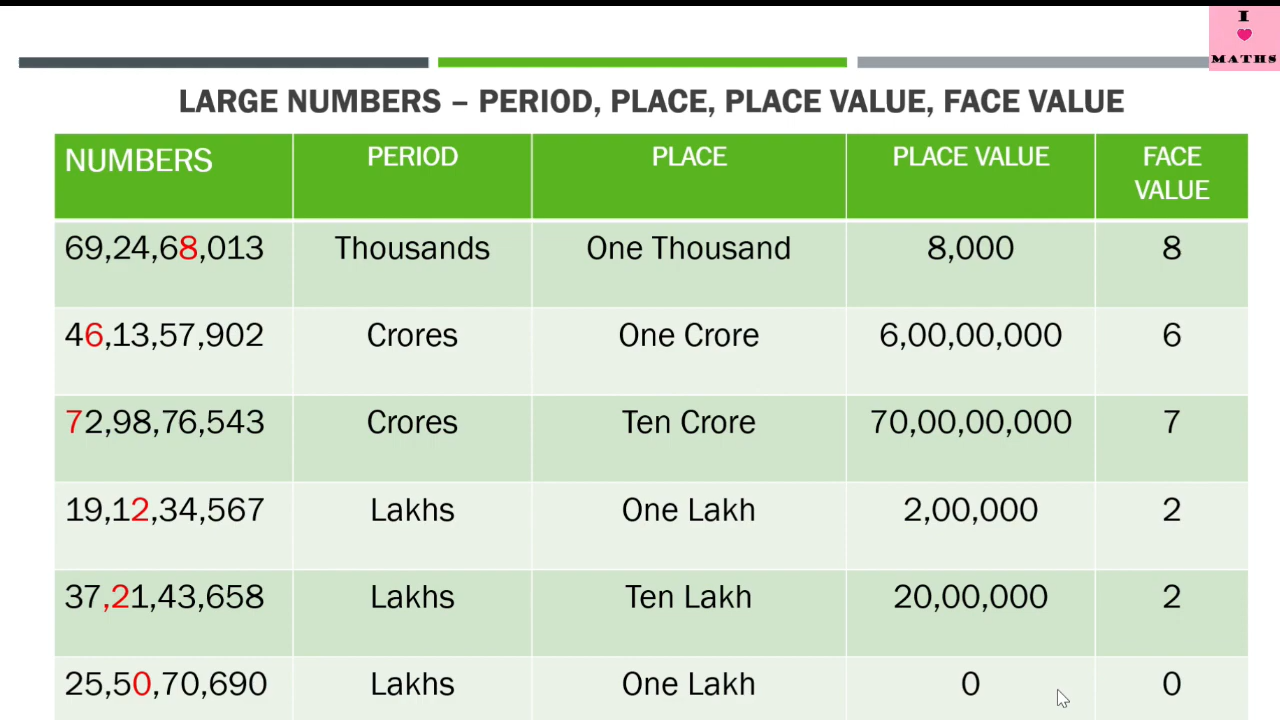 I
MATHS
LARGE NUMBERS – PERIOD, PLACE, PLACE VALUE, FACE VALUE
NUMBERS PERIOD PLACE PLACE VALUE FACE
VALUE
69,24,68,013 Thousands One Thousand 8,000 8
46,13,57,902 Crores One Crore 6,00,00,000 6
72,98,76,543 Crores Ten Crore 70,00,00,000 7
19,12,34,567 Lakhs One Lakh 2,00,000 2
37,21,43,658 Lakhs Ten Lakh 20,00,000 2
25,50,70,690 Lakhs One Lakh 0 0